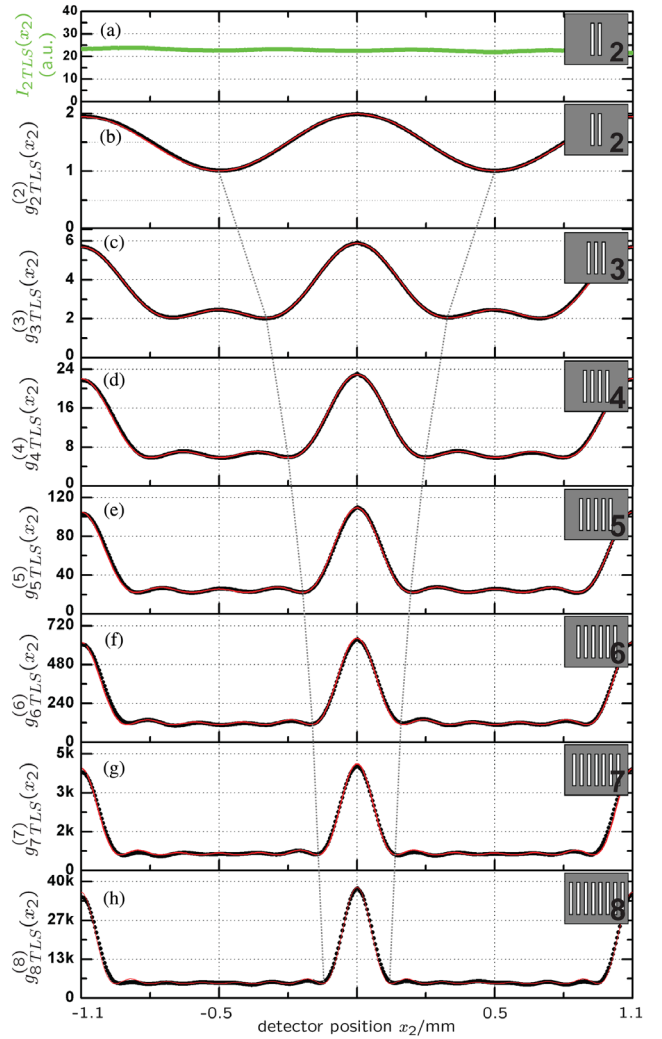 I2TLS(x2)
(a.u.)
40
35
30
25
20
15
10
5
0
(a)
2
g(2)2TLS(x2)
2
1
0
(b)
2
g(3)3TLS(x2)
6
4
2
0
(c)
3
g(4)4TLS(x2)
24
16
8
0
(d)
4
g(5)5TLS(x2)
120
80
40
0
(e)
5
g(6)6TLS(x2)
720
480
240
0
(f)
6
g(7)7TLS(x2)
5k
3k
2k
0
(g)
7
g(8)8TLS(x2)
40k
27k
13k
0
(h)
8
-1.1 -0.5 0 0.5 1.1
detector position x2/mm